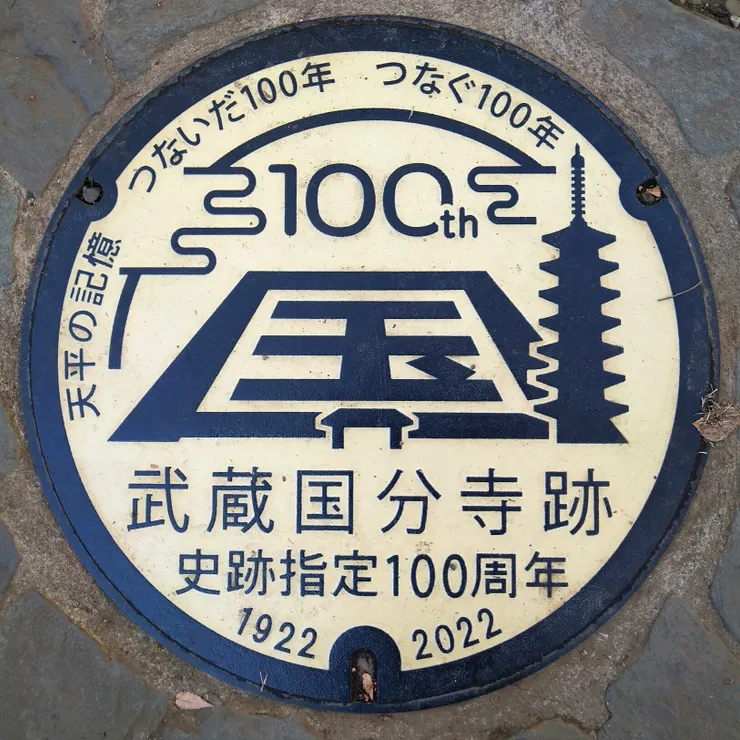 天平の記憶
つないだ100年 つなぐ100年
100th
国
武蔵国分寺跡
史跡指定100周年
1922 2022